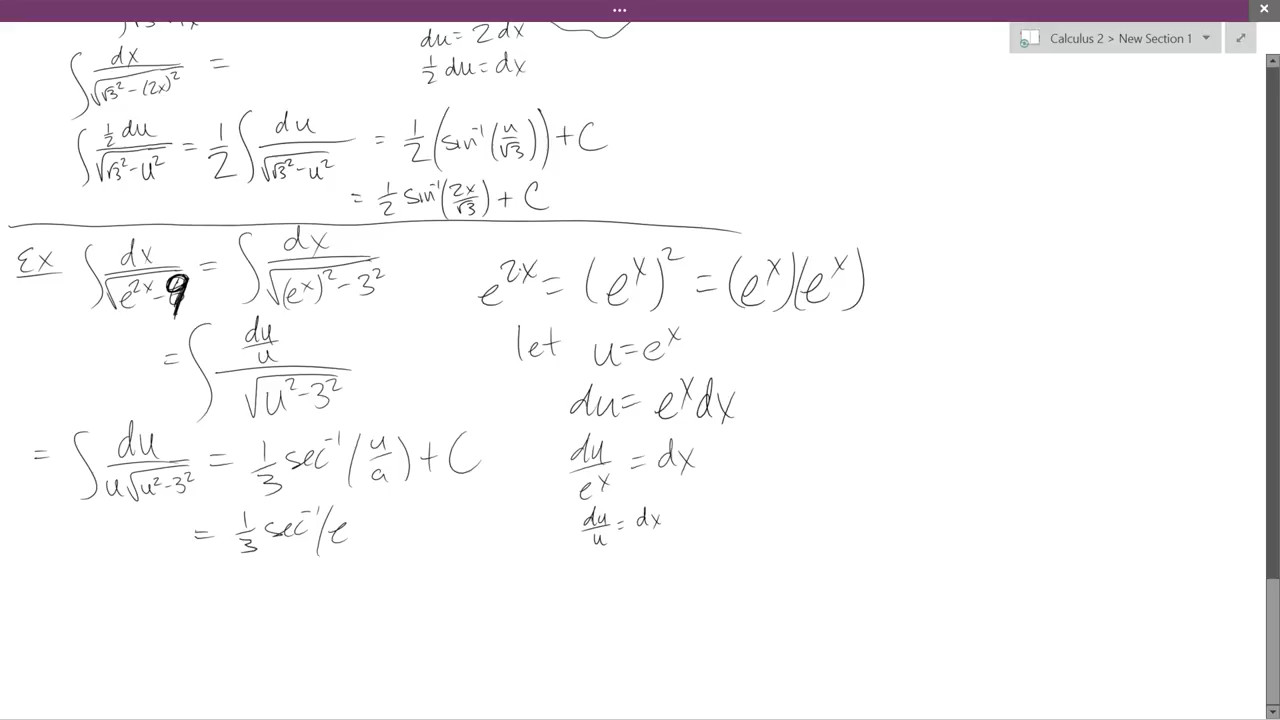 Calculus 2 > New Section 1
du = 2 dx
∫ dx / √(√3² - (2x)²) =
½ du = dx
∫ ½ du / √(√3² - u²) = 1/2 ∫ du / √(√3² - u²) = 1/2 (sin⁻¹(u/√3)) + C
= 1/2 sin⁻¹(2x/√3) + C
Ex ∫ dx / √(e^2x - 9) = ∫ dx / √((e^x)² - 3²)
e^2·x = (e^x)² = (e^x)(e^x)
= ∫ (du/u) / √(u² - 3²)
let u = e^x
du = e^x dx
= ∫ du / u√(u² - 3²) = 1/3 sec⁻¹(u/a) + C
du/e^x = dx
= 1/3 sec⁻¹(e
du/u = dx